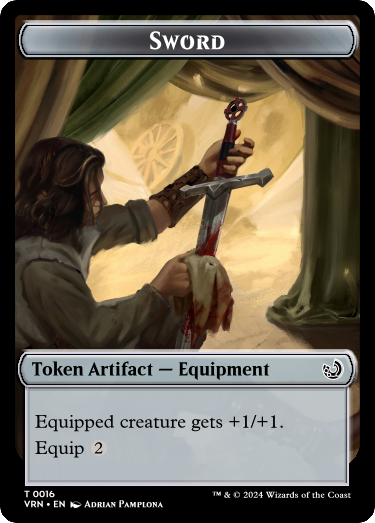 Sword
Token Artifact — Equipment
Equipped creature gets +1/+1.
Equip 2
T 0016
VRN • EN Adrian Pamplona
™ & © 2024 Wizards of the Coast